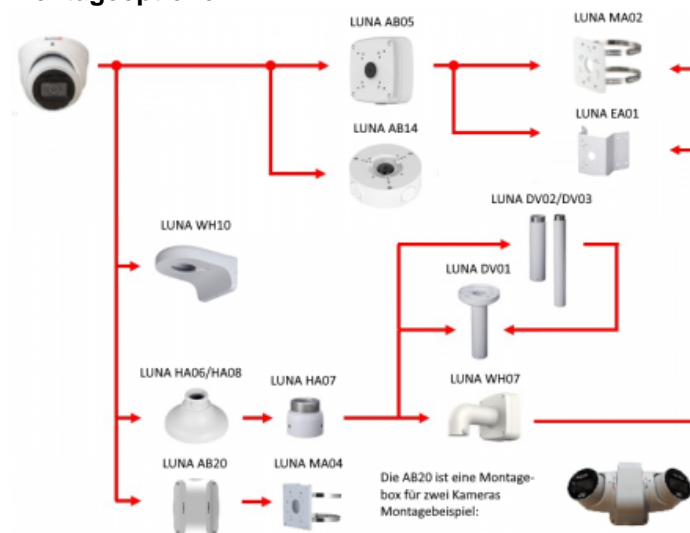 LUNA AB05
LUNA MA02
LUNA EA01
LUNA AB14
LUNA DV02/DV03
LUNA WH10
LUNA DV01
LUNA HA06/HA08
LUNA HA07
LUNA WH07
LUNA AB20
LUNA MA04
Die AB20 ist eine Montage-
box für zwei Kameras
Montagebeispiel: